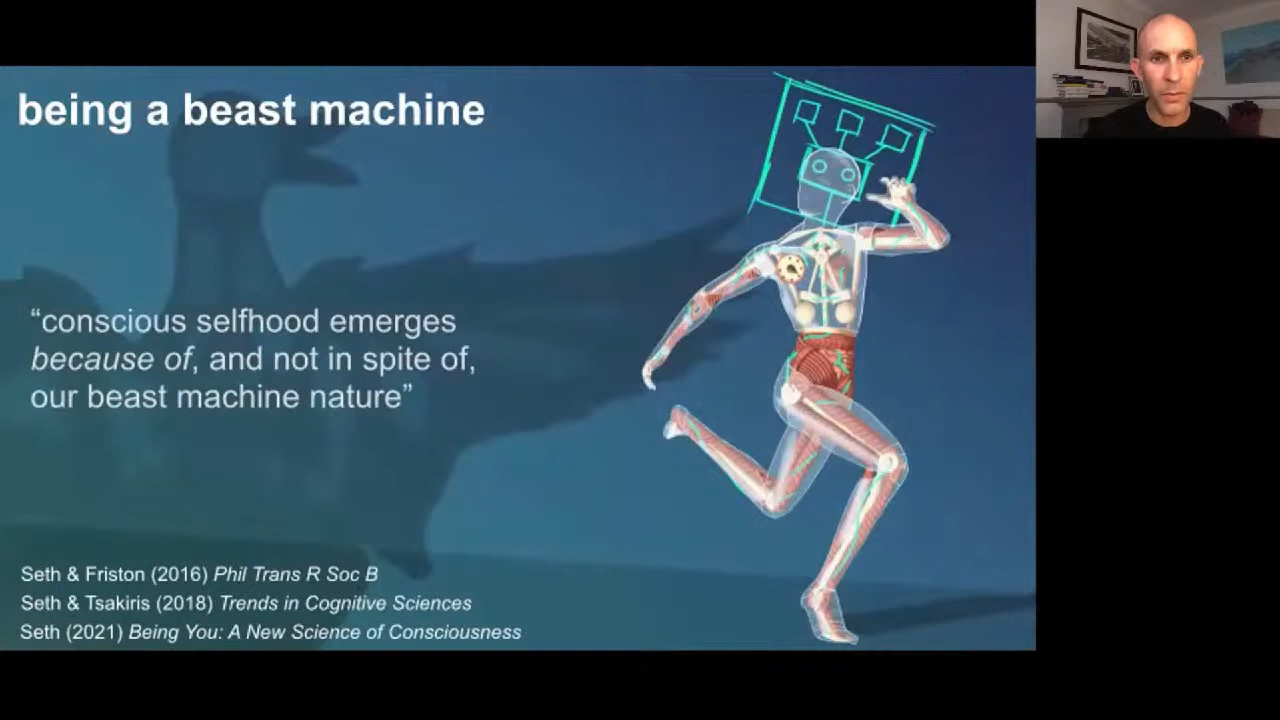 being a beast machine
“conscious selfhood emerges
because of, and not in spite of,
our beast machine nature”
Seth & Friston (2016) Phil Trans R Soc B
Seth & Tsakiris (2018) Trends in Cognitive Sciences
Seth (2021) Being You: A New Science of Consciousness